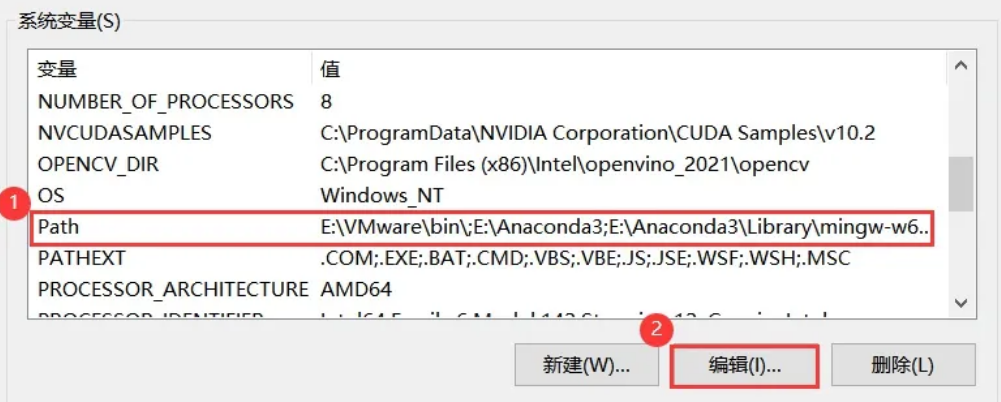 系统变量(S)
变量 值
NUMBER_OF_PROCESSORS 8
NVCUDASAMPLES C:\ProgramData\NVIDIA Corporation\CUDA Samples\v10.2
OPENCV_DIR C:\Program Files (x86)\Intel\openvino_2021\opencv
OS Windows_NT
1
Path E:\VMware\bin\;E:\Anaconda3;E:\Anaconda3\Library\mingw-w6..
PATHEXT .COM;.EXE;.BAT;.CMD;.VBS;.VBE;.JS;.JSE;.WSF;.WSH;.MSC
PROCESSOR_ARCHITECTURE AMD64
2
新建(W)... 编辑(I)... 删除(L)